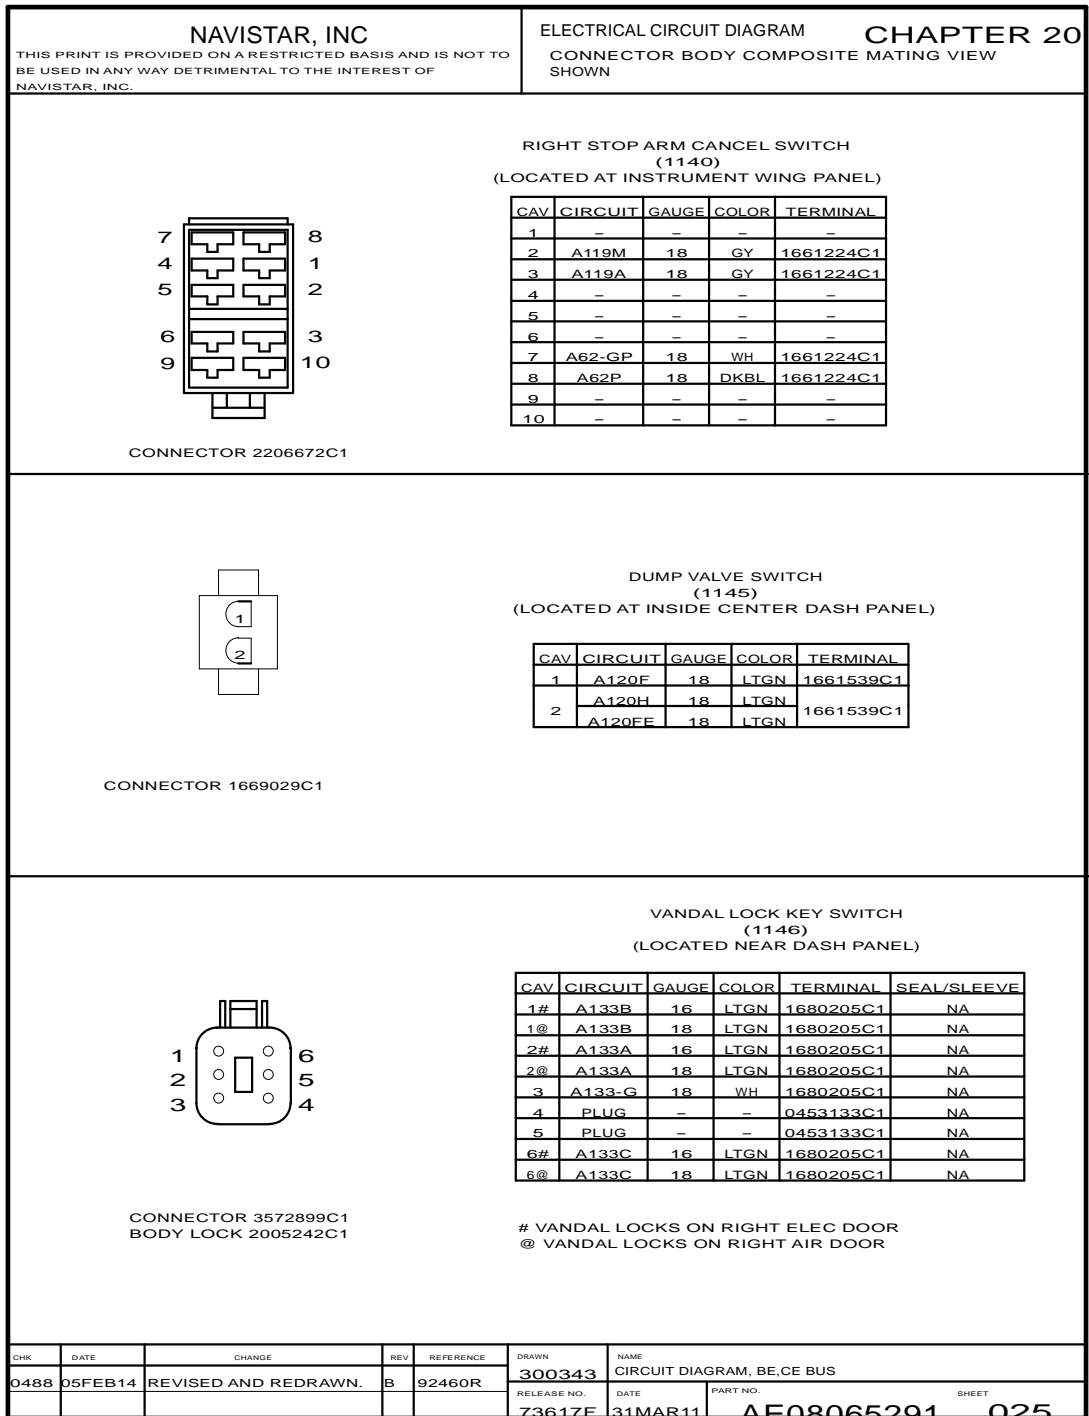 NAVISTAR, INC
THIS PRINT IS PROVIDED ON A RESTRICTED BASIS AND IS NOT TO
BE USED IN ANY WAY DETRIMENTAL TO THE INTEREST OF
NAVISTAR, INC.
ELECTRICAL CIRCUIT DIAGRAM CHAPTER 20
CONNECTOR BODY COMPOSITE MATING VIEW
SHOWN
RIGHT STOP ARM CANCEL SWITCH
(1140)
(LOCATED AT INSTRUMENT WING PANEL)
7 8
4 1
5 2
6 3
9 10
CONNECTOR 2206672C1
CAV CIRCUIT GAUGE COLOR TERMINAL
1 – – – –
2 A119M 18 GY 1661224C1
3 A119A 18 GY 1661224C1
4 – – – –
5 – – – –
6 – – – –
7 A62-GP 18 WH 1661224C1
8 A62P 18 DKBL 1661224C1
9 – – – –
10 – – – –
DUMP VALVE SWITCH
(1145)
(LOCATED AT INSIDE CENTER DASH PANEL)
1
2
CONNECTOR 1669029C1
CAV CIRCUIT GAUGE COLOR TERMINAL
1 A120F 18 LTGN 1661539C1
2 A120H 18 LTGN 1661539C1
A120FE 18 LTGN
VANDAL LOCK KEY SWITCH
(1146)
(LOCATED NEAR DASH PANEL)
1 6
2 5
3 4
CONNECTOR 3572899C1
BODY LOCK 2005242C1
CAV CIRCUIT GAUGE COLOR TERMINAL SEAL/SLEEVE
1# A133B 16 LTGN 1680205C1 NA
1@ A133B 18 LTGN 1680205C1 NA
2# A133A 16 LTGN 1680205C1 NA
2@ A133A 18 LTGN 1680205C1 NA
3 A133-G 18 WH 1680205C1 NA
4 PLUG – – 0453133C1 NA
5 PLUG – – 0453133C1 NA
6# A133C 16 LTGN 1680205C1 NA
6@ A133C 18 LTGN 1680205C1 NA
# VANDAL LOCKS ON RIGHT ELEC DOOR
@ VANDAL LOCKS ON RIGHT AIR DOOR
CHK DATE CHANGE REV REFERENCE
0488 05FEB14 REVISED AND REDRAWN. B 92460R
DRAWN
300343
NAME
CIRCUIT DIAGRAM, BE,CE BUS
RELEASE NO. DATE PART NO. SHEET
73617F 31MAR11 AE08065291 025